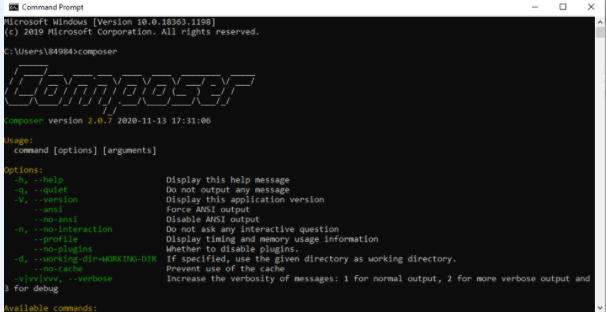 Command Prompt
Microsoft Windows [Version 10.0.18363.1198]
(c) 2019 Microsoft Corporation. All rights reserved.
C:\Users\84984>composer
Composer
Composer version 2.0.7 2020-11-13 17:31:06
Usage:
command [options] [arguments]
Options:
-h, --help Display this help message
-q, --quiet Do not output any message
-V, --version Display this application version
--ansi Force ANSI output
--no-ansi Disable ANSI output
-n, --no-interaction Do not ask any interactive question
--profile Display timing and memory usage information
--no-plugins Whether to disable plugins.
-d, --working-dir=WORKING-DIR If specified, use the given directory as working directory.
--no-cache Prevent use of the cache
-v|vv|vvv, --verbose Increase the verbosity of messages: 1 for normal output, 2 for more verbose output and
3 for debug
Available commands: